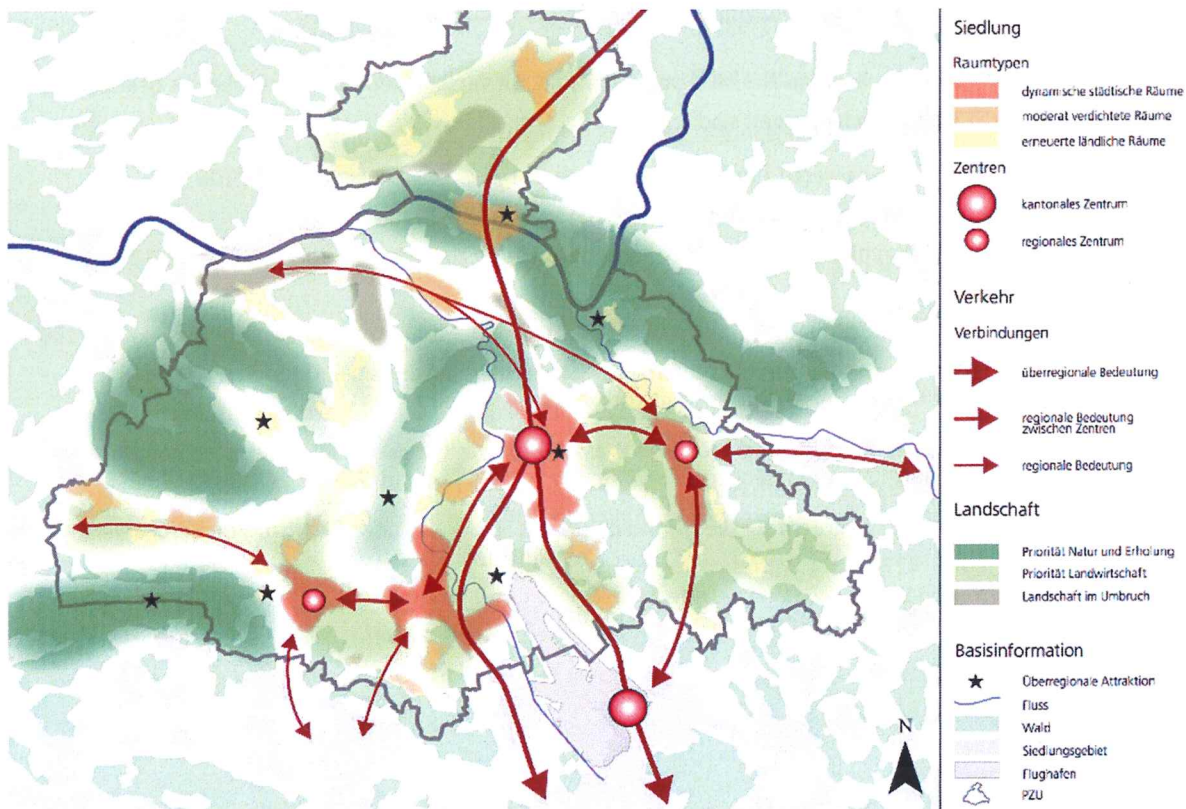 Siedlung
Raumtypen
dynamische städtische Räume
moderat verdichtete Räume
erneuerte ländliche Räume
Zentren
kantonales Zentrum
regionales Zentrum
Verkehr
Verbindungen
überregionale Bedeutung
regionale Bedeutung
zwischen Zentren
regionale Bedeutung
Landschaft
Priorität Natur und Erholung
Priorität Landwirtschaft
Landschaft im Umbruch
Basisinformation
Überregionale Attraktion
Fluss
Wald
Siedlungsgebiet
Flughafen
PZU
N